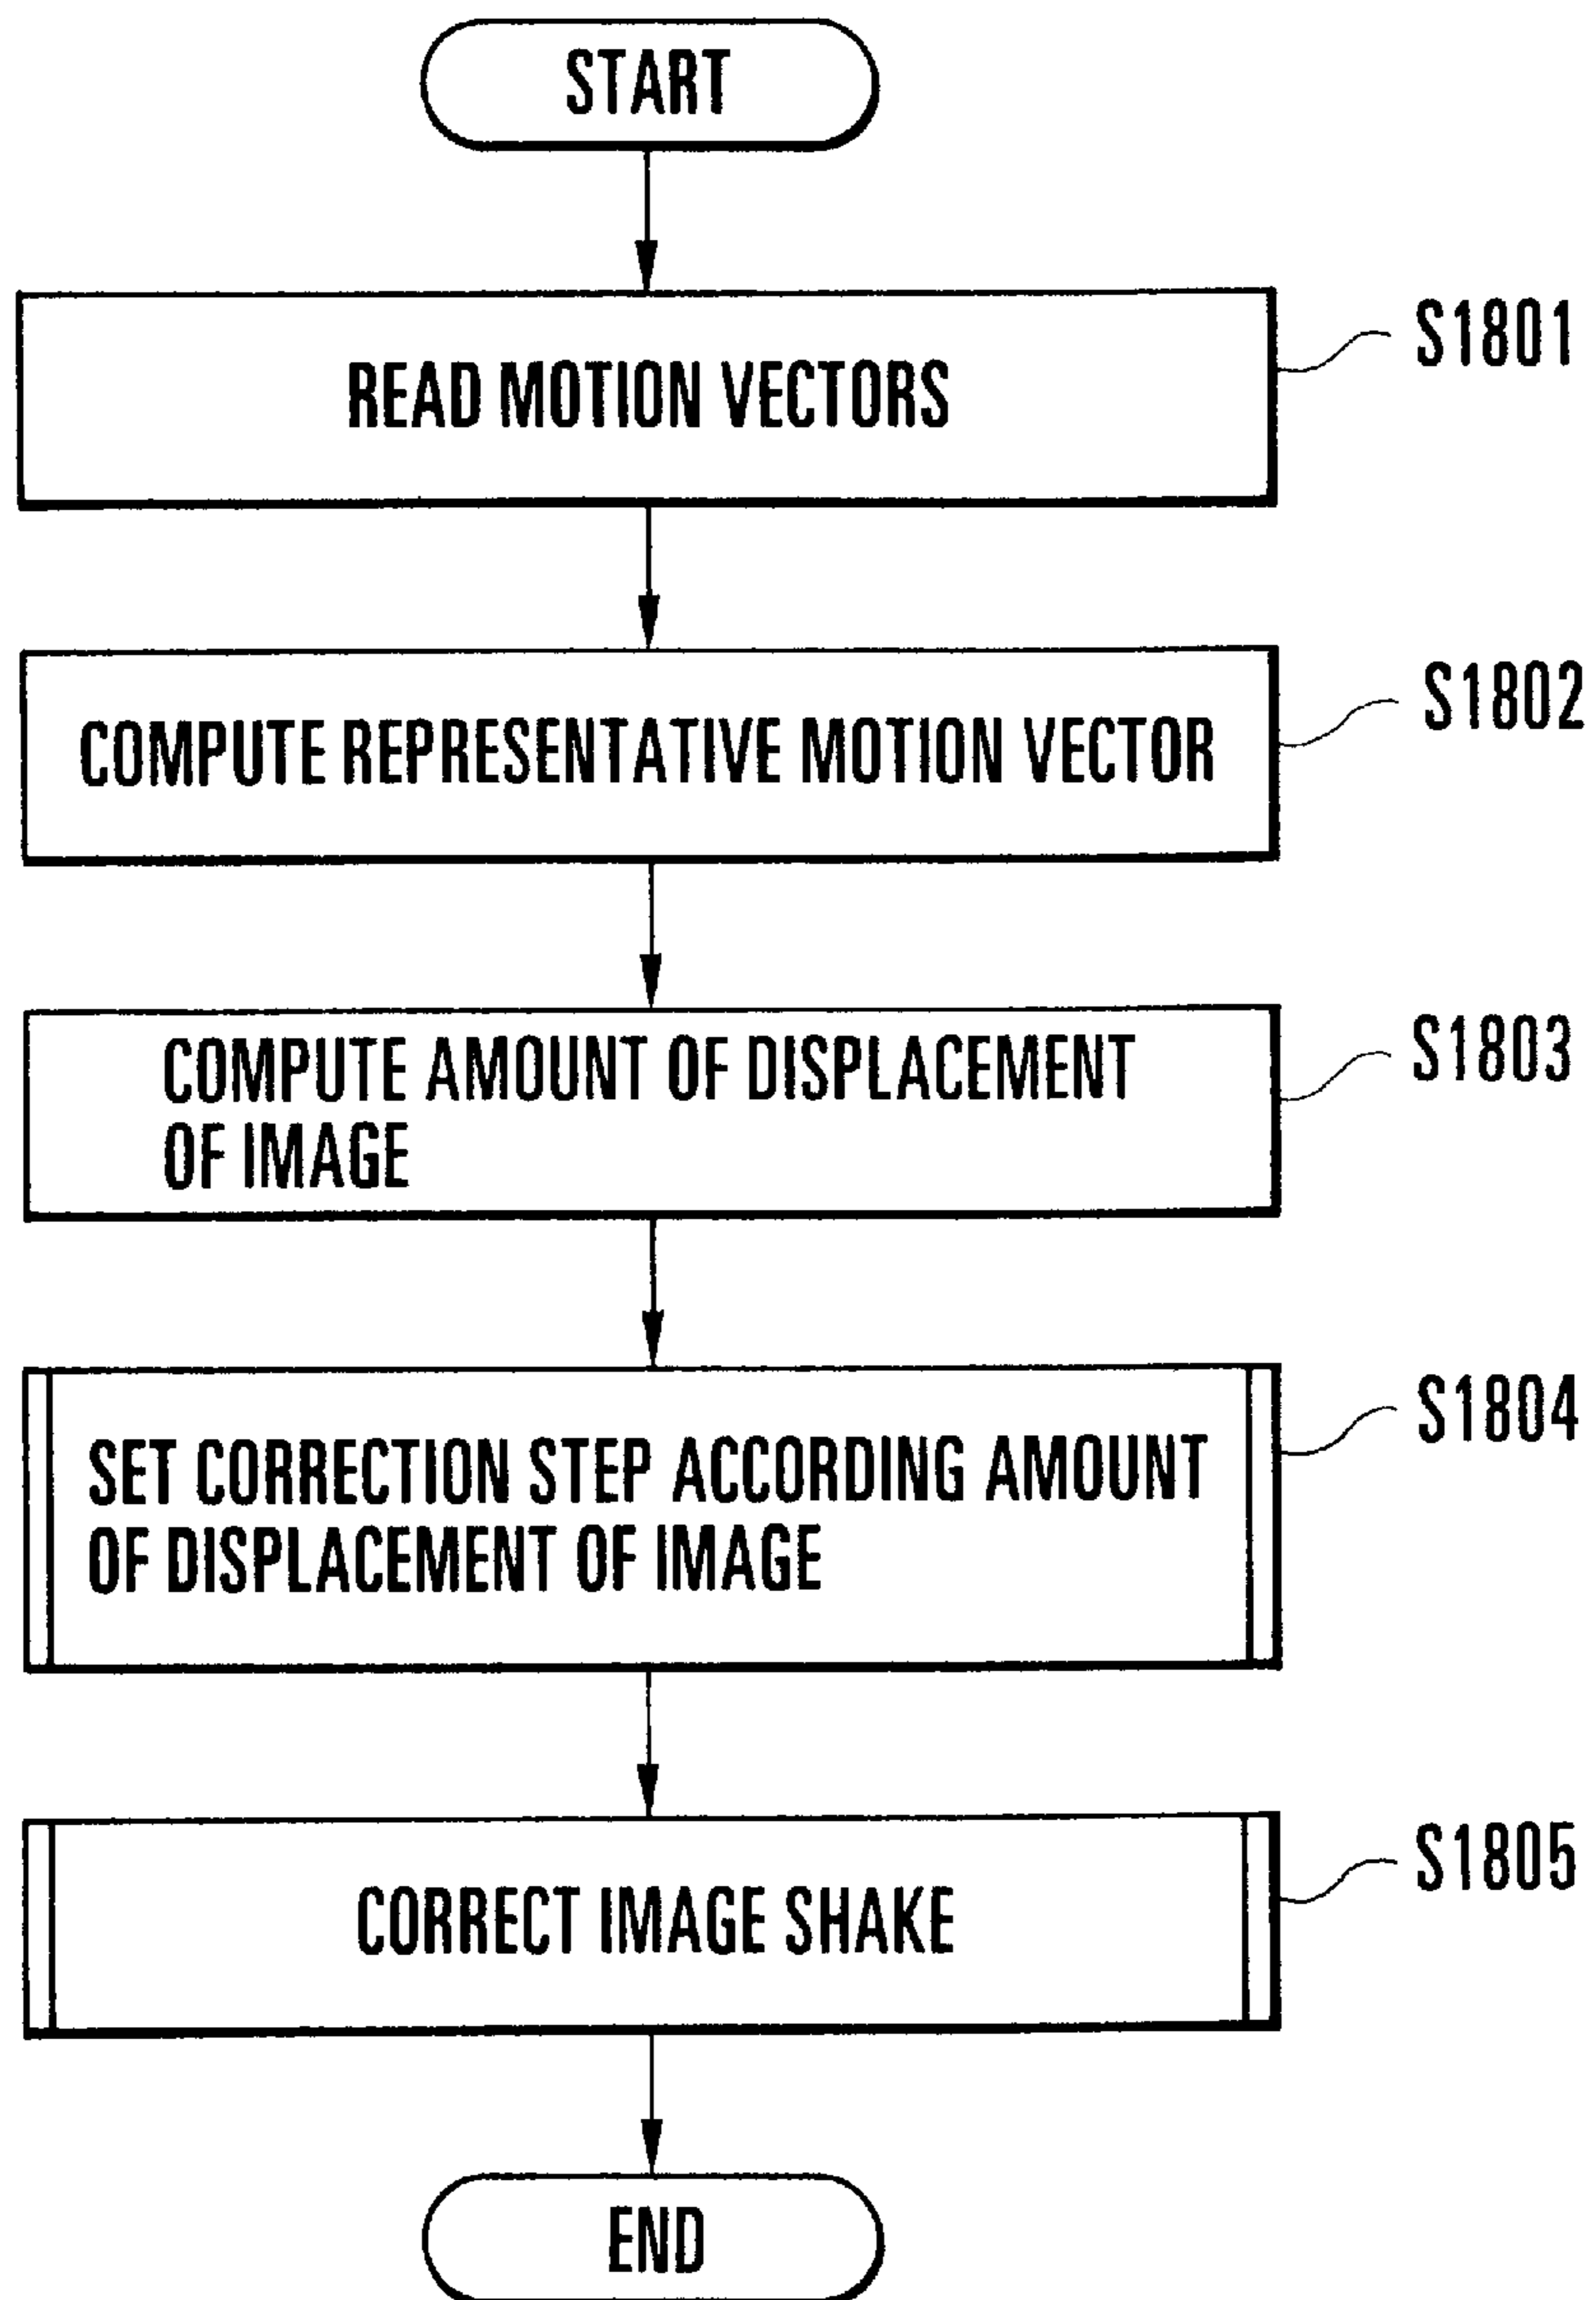 START
READ MOTION VECTORS
S1801
COMPUTE REPRESENTATIVE MOTION VECTOR
S1802
COMPUTE AMOUNT OF DISPLACEMENT
OF IMAGE
S1803
SET CORRECTION STEP ACCORDING AMOUNT
OF DISPLACEMENT OF IMAGE
S1804
CORRECT IMAGE SHAKE
S1805
END